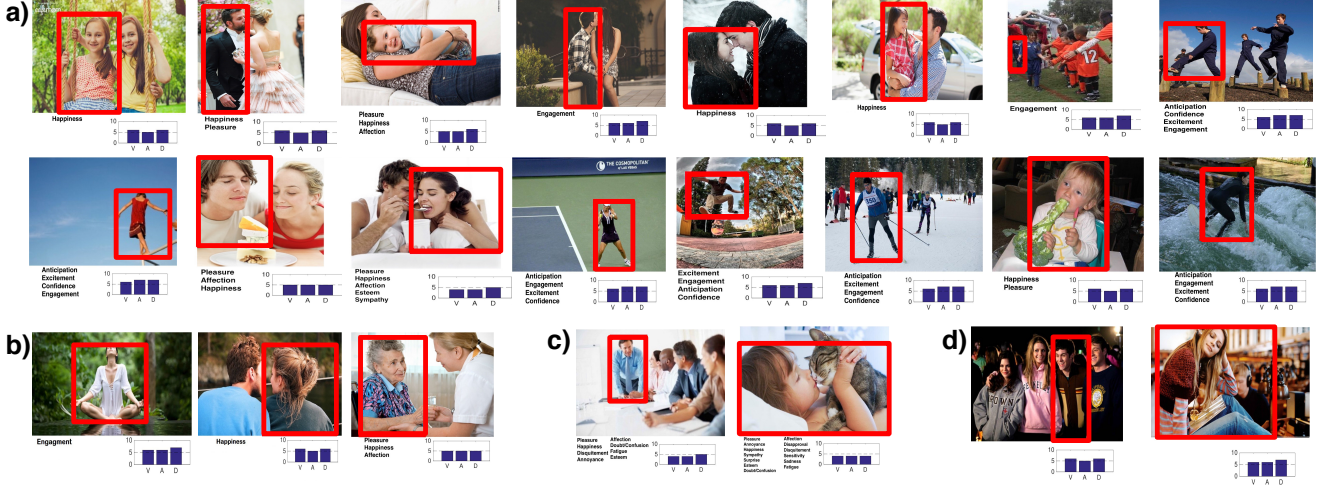 a)
Happiness
10
5
0
V A D
Happiness
Pleasure
10
5
0
V A D
Pleasure
Happiness
Affection
10
5
0
V A D
Engagement
10
5
0
V A D
Happiness
10
5
0
V A D
Happiness
10
5
0
V A D
12
Engagement
10
5
0
V A D
Anticipation
Confidence
Excitement
Engagement
10
5
0
V A D
Anticipation
Excitement
Confidence
Engagement
10
5
0
V A D
Pleasure
Affection
Happiness
10
5
0
V A D
Pleasure
Happiness
Affection
Esteem
Sympathy
10
5
0
V A D
THE COSMOPOLITAN
Anticipation
Engagement
Excitement
Confidence
10
5
0
V A D
Excitement
Engagement
Anticipation
Confidence
10
5
0
V A D
Anticipation
Excitement
Engagement
Confidence
10
5
0
V A D
Happiness
Pleasure
10
5
0
V A D
Anticipation
Engagement
Excitement
Confidence
10
5
0
V A D
b)
Engagment
10
5
0
V A D
Happiness
10
5
0
V A D
Pleasure
Happiness
Affection
10
5
0
V A D
c)
Pleasure Affection
Happiness Doubt/Confusion
Disquietment Fatigue
Annoyance Esteem
10
5
0
V A D
Pleasure Affection
Annoyance Disapproval
Happiness Disquietment
Sympathy Sensitivity
Surprise Sadness
Esteem Fatigue
Doubt/Confusion
10
5
0
V A D
d)
10
5
0
V A D
10
5
0
V A D